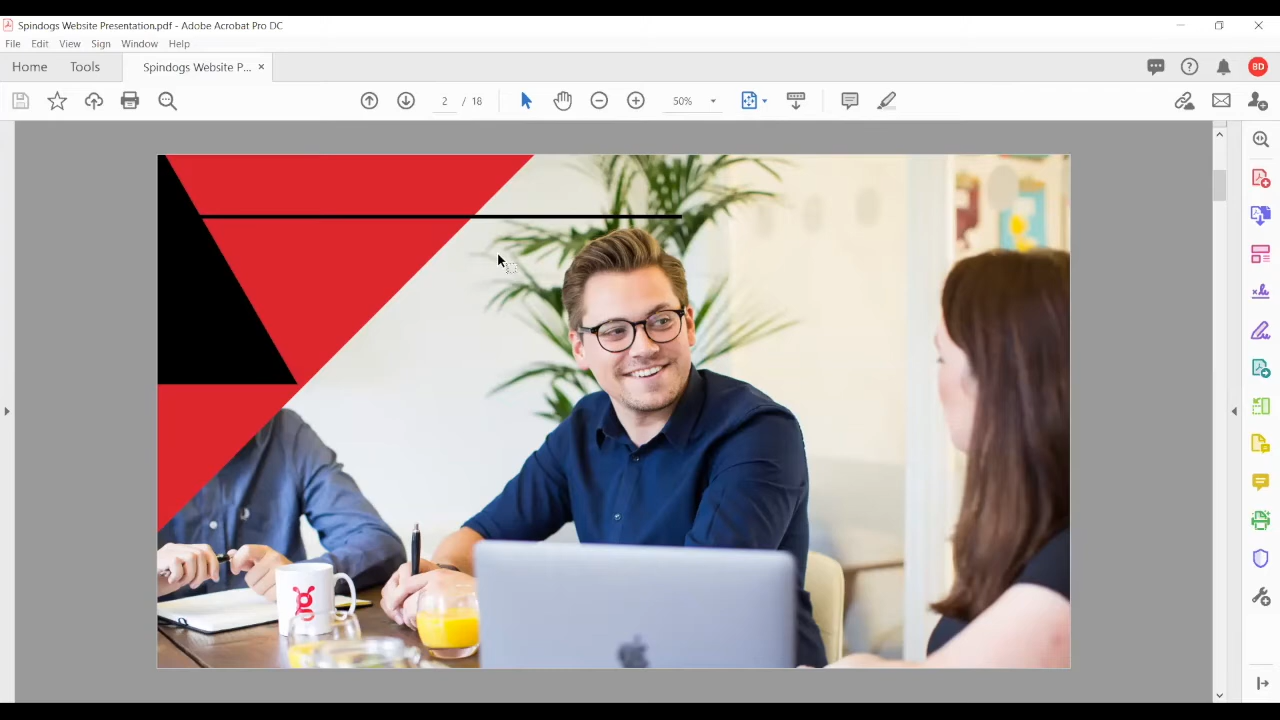 Spindogs Website Presentation.pdf - Adobe Acrobat Pro DC
File Edit View Sign Window Help
Home Tools Spindogs Website P... ×
BD
2 / 18
50%